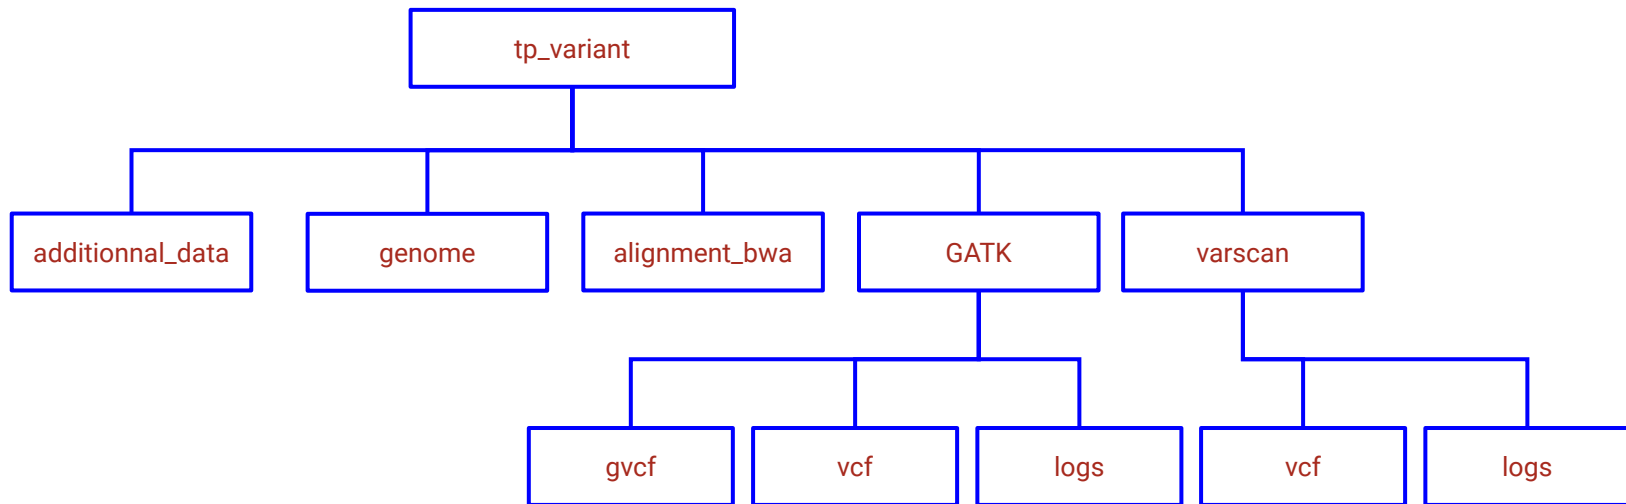 tp_variant
additionnal_data
genome
alignment_bwa
GATK
varscan
gvcf
vcf
logs
vcf
logs